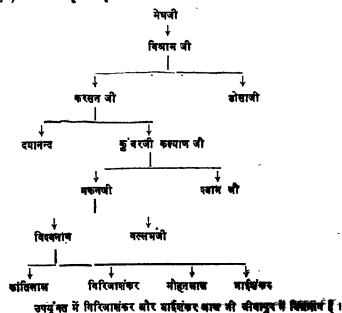 मेघजी
विश्राम जी
करसन जी डोसाजी
दयानन्द कुंवरजी कल्याण जी
मकनजी श्याम जी
विश्वनाथ वल्लभजी
कांतिलाल गिरिजाशंकर मोहनलाल भाईशंकर
उपर्युक्त में गिरिजाशंकर और भाईशंकर आज भी